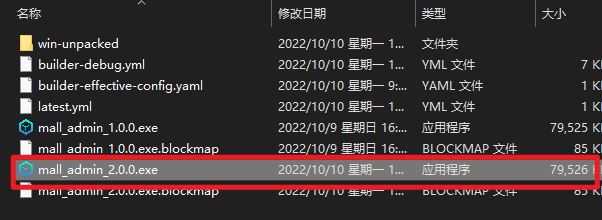 名称 修改日期 类型 大小
win-unpacked 2022/10/10 星期一 1... 文件夹
builder-debug.yml 2022/10/10 星期一 1... YML 文件 7 K
builder-effective-config.yaml 2022/10/10 星期一 9:... YAML 文件 1 K
latest.yml 2022/10/10 星期一 1... YML 文件 1 K
mall_admin_1.0.0.exe 2022/10/9 星期日 16:... 应用程序 79,525 K
mall_admin_1.0.0.exe.blockmap 2022/10/9 星期日 16:... BLOCKMAP 文件 85 K
mall_admin_2.0.0.exe 2022/10/10 星期一 1... 应用程序 79,526 K
mall_admin_2.0.0.exe.blockmap 2022/10/10 星期一 1... BLOCKMAP 文件 85 K